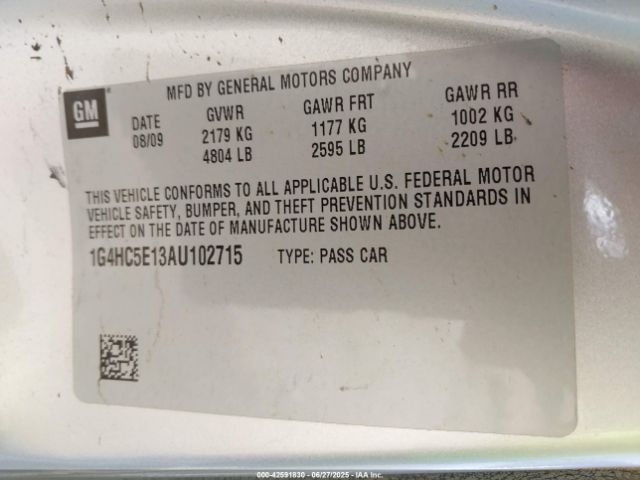 MFD BY GENERAL MOTORS COMPANY
GM
DATE GVWR GAWR FRT GAWR RR
08/09 2179 KG 1177 KG 1002 KG
4804 LB 2595 LB 2209 LB
THIS VEHICLE CONFORMS TO ALL APPLICABLE U.S. FEDERAL MOTOR
VEHICLE SAFETY, BUMPER, AND THEFT PREVENTION STANDARDS IN
EFFECT ON THE DATE OF MANUFACTURE SHOWN ABOVE.
1G4HC5E13AU102715 TYPE: PASS CAR
000-42591830 - 06/27/2025 - IAA Inc.